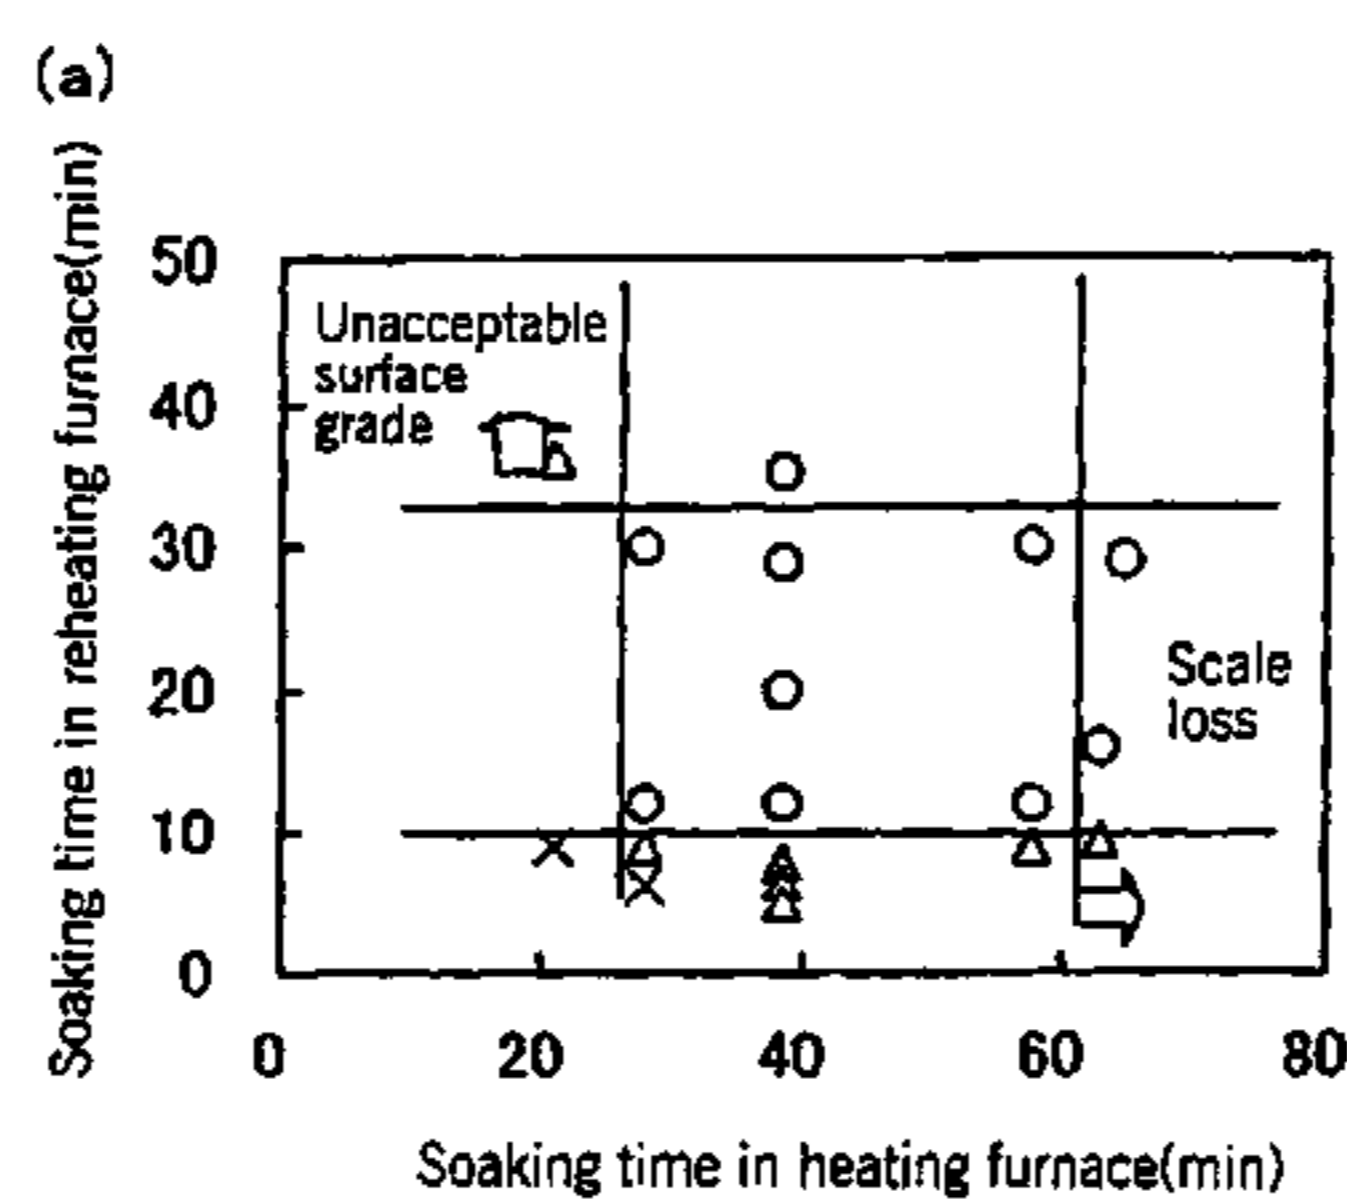 (a)
Soaking time in reheating furnace(min)
50
40
30
20
10
0
Unacceptable
surface
grade
Scale
loss
0 20 40 60 80
Soaking time in heating furnace(min)